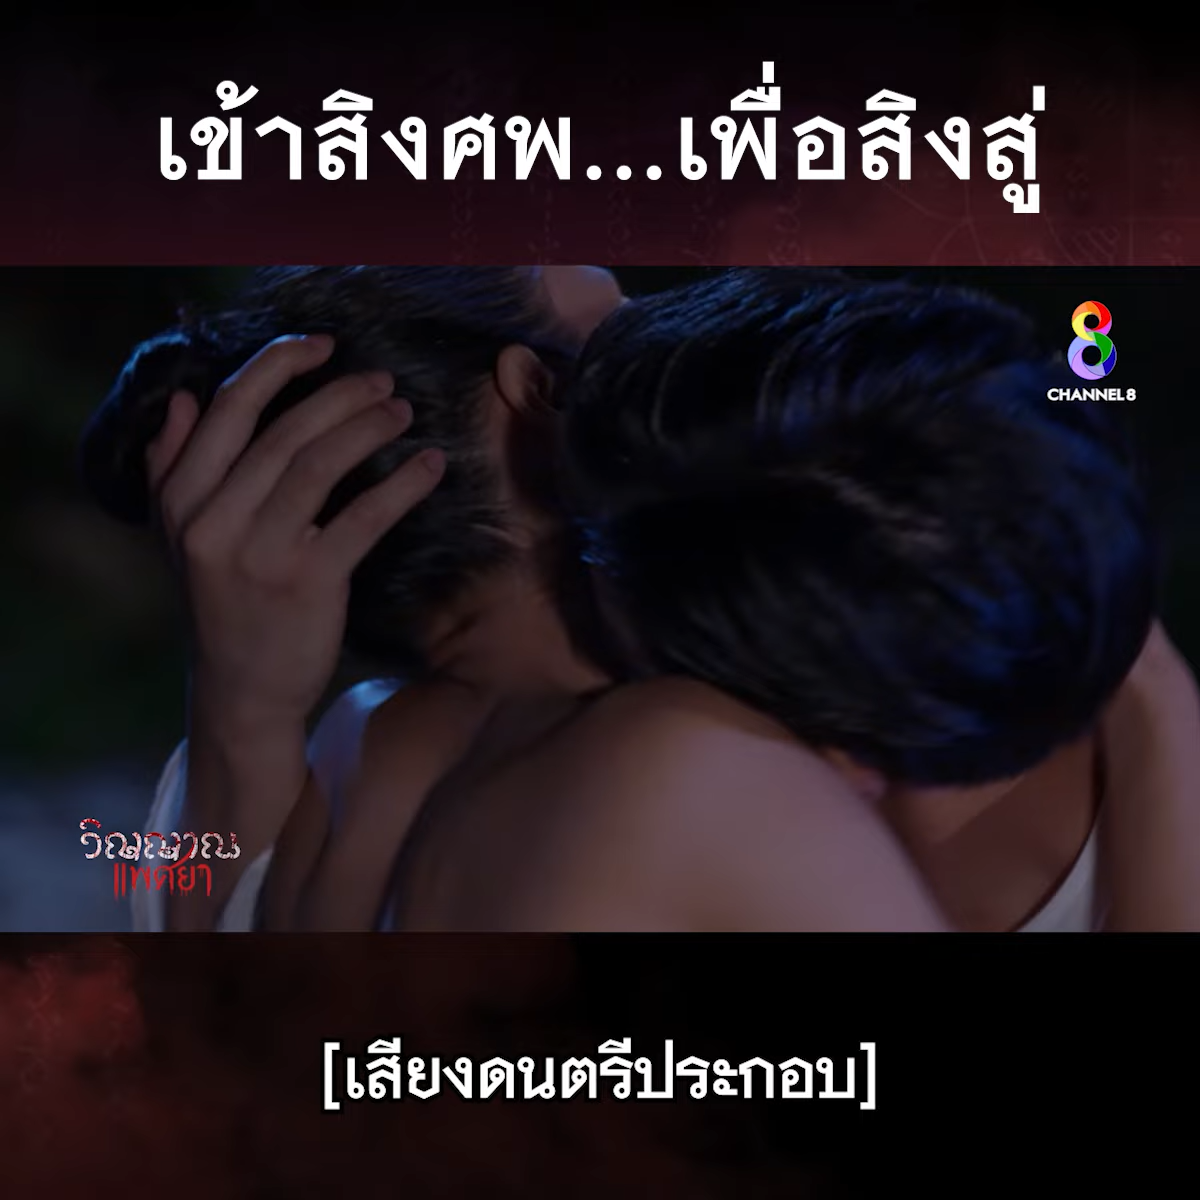 เข้าสิงศพ...เพื่อสิงสู่
8
CHANNEL 8
วิญญาณ
แพศยา
[เสียงดนตรีประกอบ]